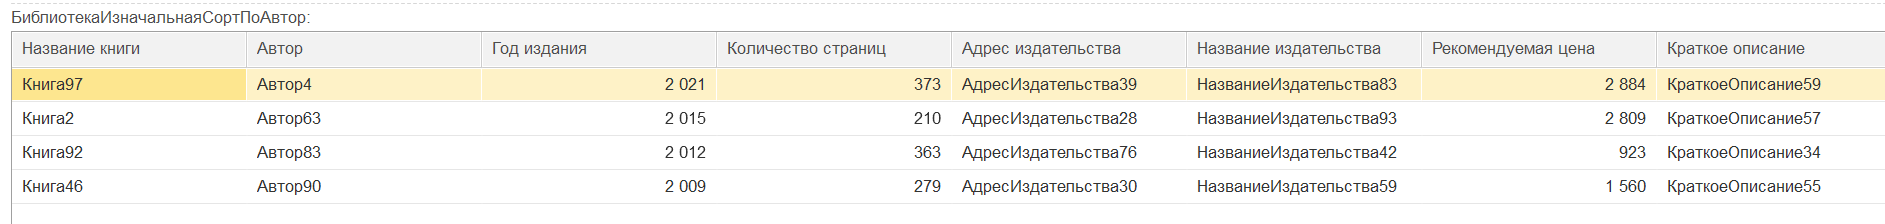 БиблиотекаИзначальнаяСортПоАвтор:
Название книги Автор Год издания Количество страниц Адрес издательства Название издательства Рекомендуемая цена Краткое описание
Книга97 Автор4 2 021 373 АдресИздательства39 НазваниеИздательства83 2 884 КраткоеОписание59
Книга2 Автор63 2 015 210 АдресИздательства28 НазваниеИздательства93 2 809 КраткоеОписание57
Книга92 Автор83 2 012 363 АдресИздательства76 НазваниеИздательства42 923 КраткоеОписание34
Книга46 Автор90 2 009 279 АдресИздательства30 НазваниеИздательства59 1 560 КраткоеОписание55